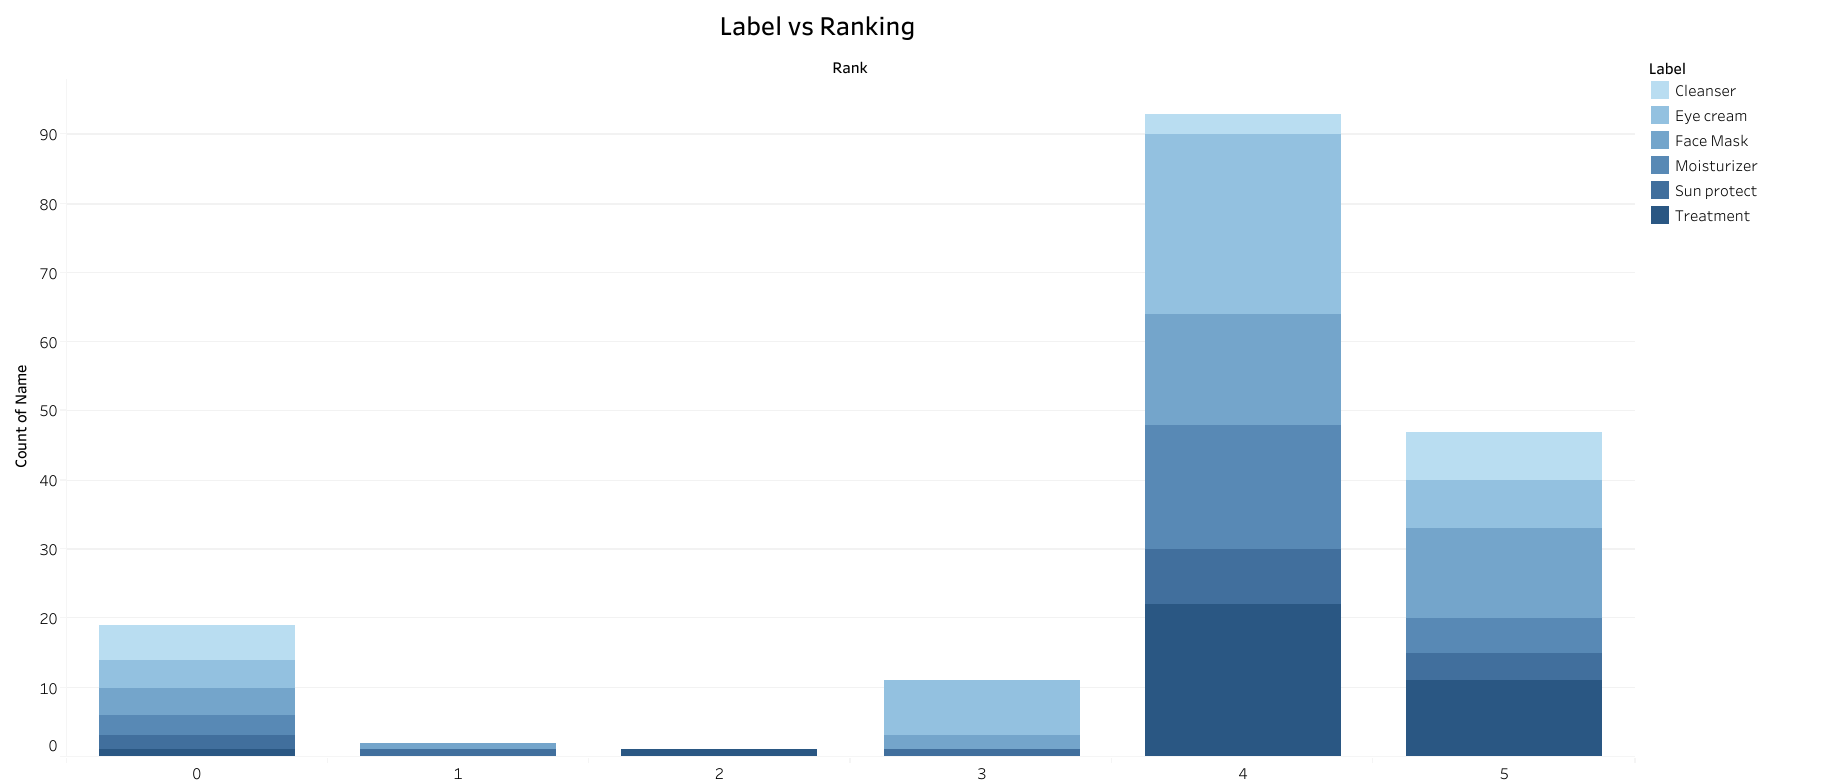 Label vs Ranking
Rank
Label
Cleanser
Eye cream
Face Mask
Moisturizer
Sun protect
Treatment
Count of Name
90
80
70
60
50
40
30
20
10
0
0 1 2 3 4 5